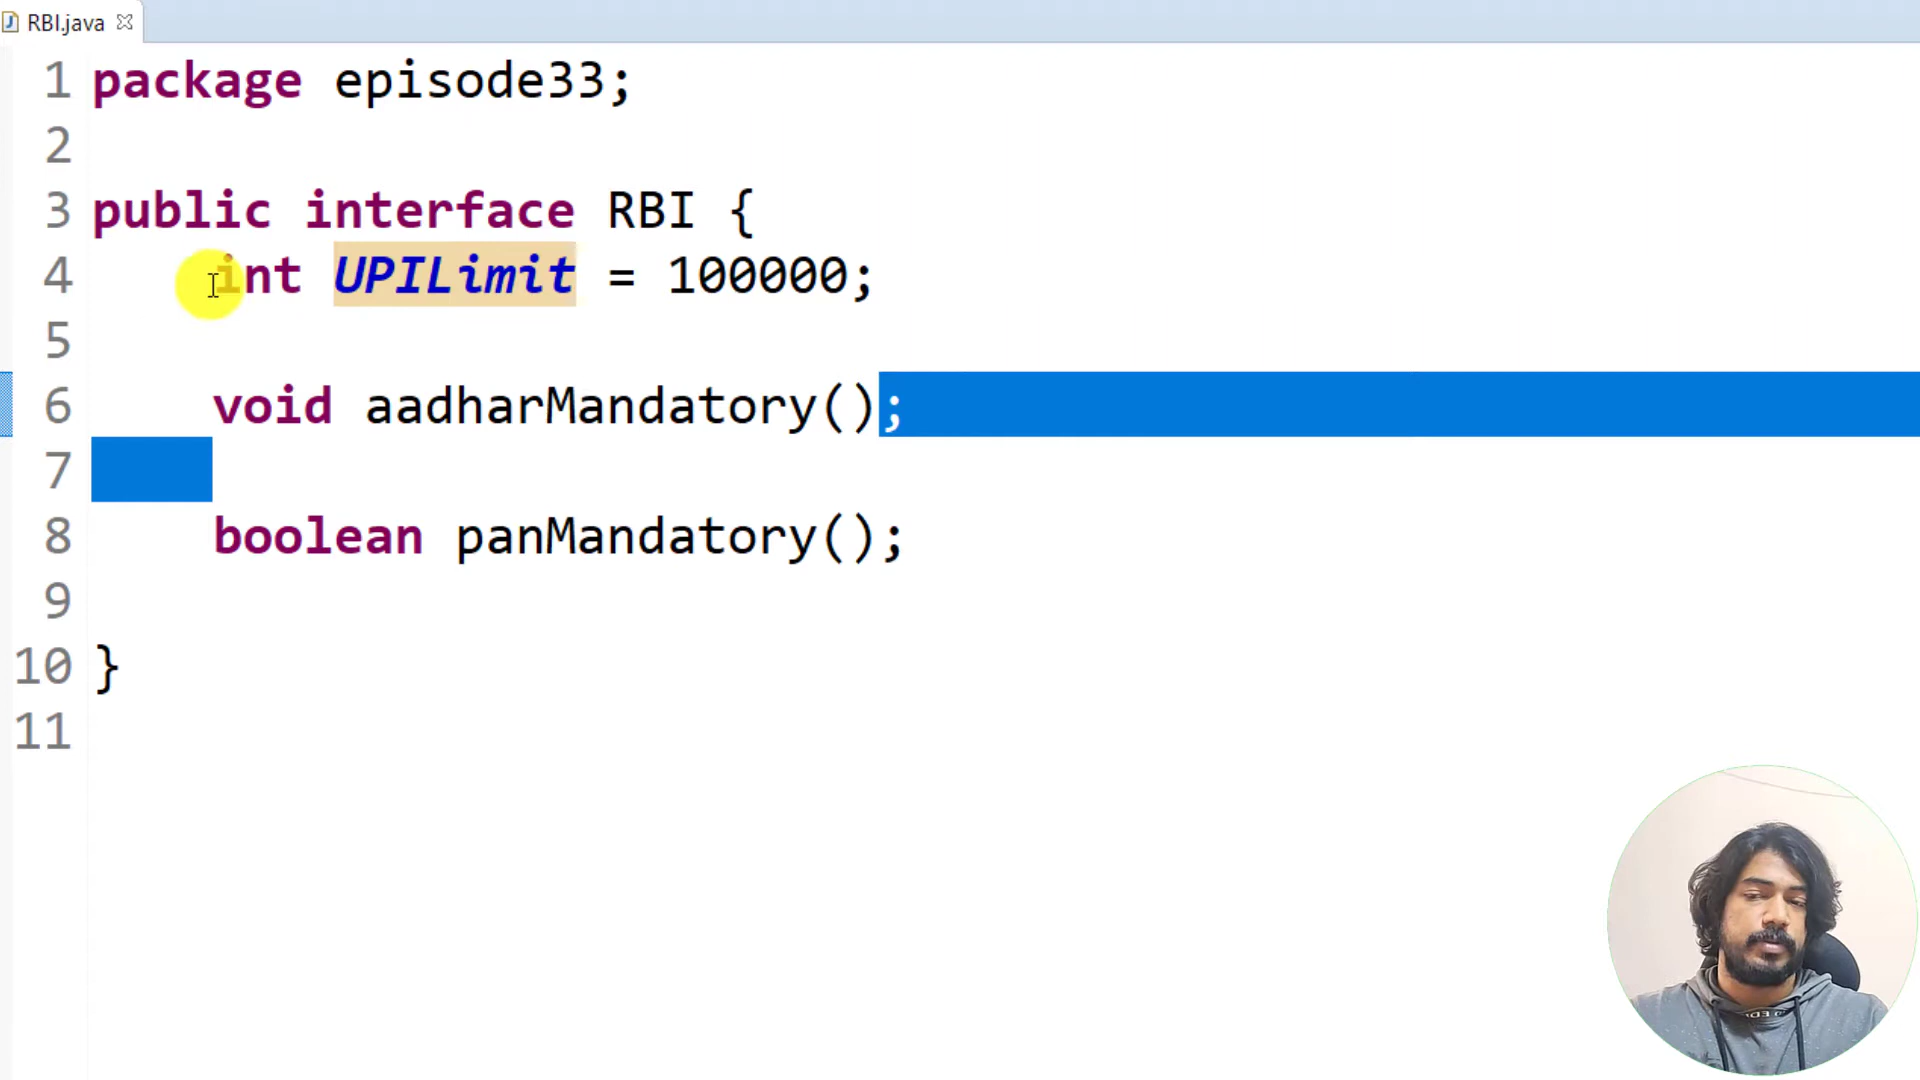 RBI.java
1 package episode33;
2
3 public interface RBI {
4 int UPILimit = 100000;
5
6 void aadharMandatory();
7
8 boolean panMandatory();
9
10 }
11